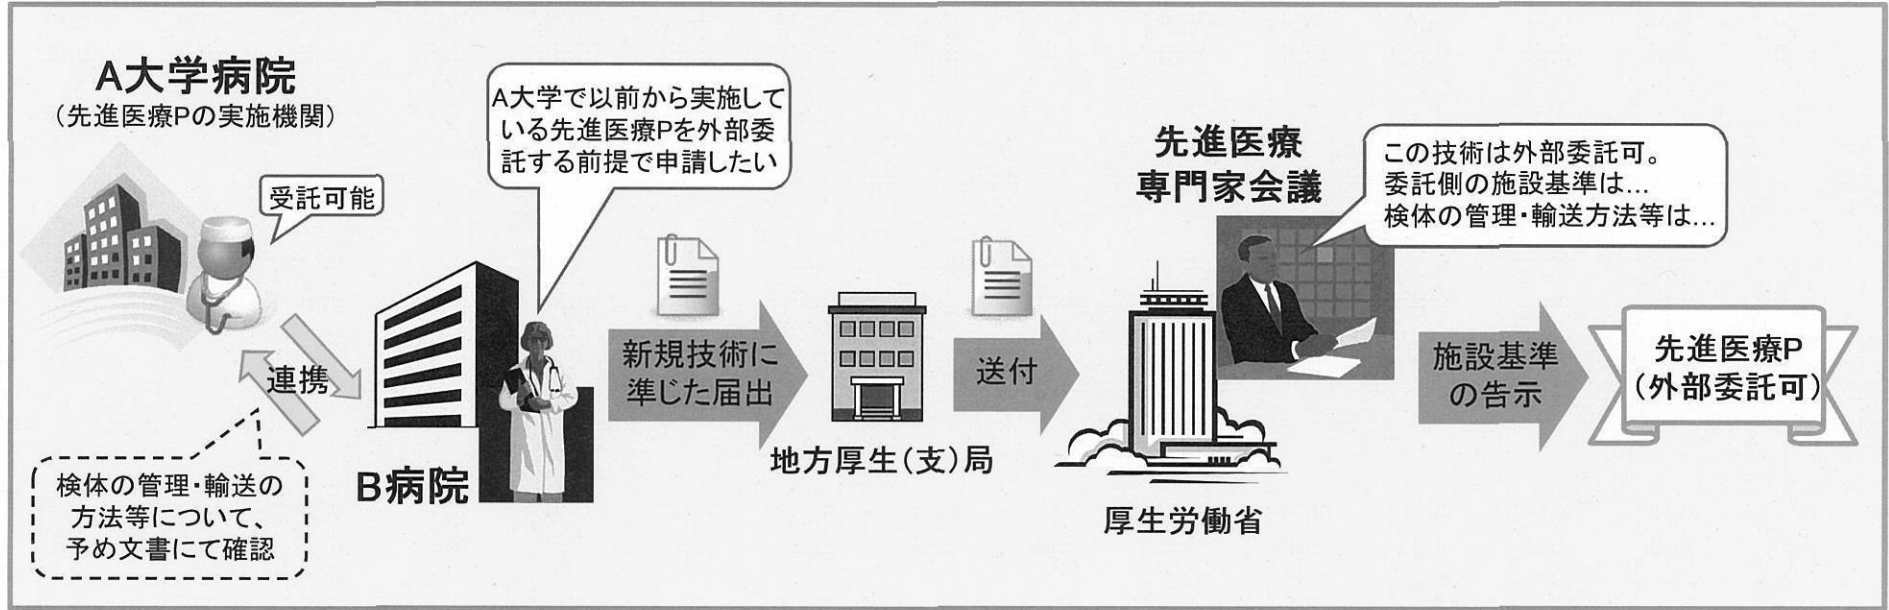 A大学病院
（先進医療Pの実施機関）
受託可能
連携
検体の管理・輸送の
方法等について、
予め文書にて確認
A大学で以前から実施して
いる先進医療Pを外部委
託する前提で申請したい
B病院
新規技術に
準じた届出
地方厚生（支）局
送付
先進医療
専門家会議
この技術は外部委託可。
委託側の施設基準は…
検体の管理・輸送方法等は…
厚生労働省
施設基準
の告示
先進医療P
（外部委託可）